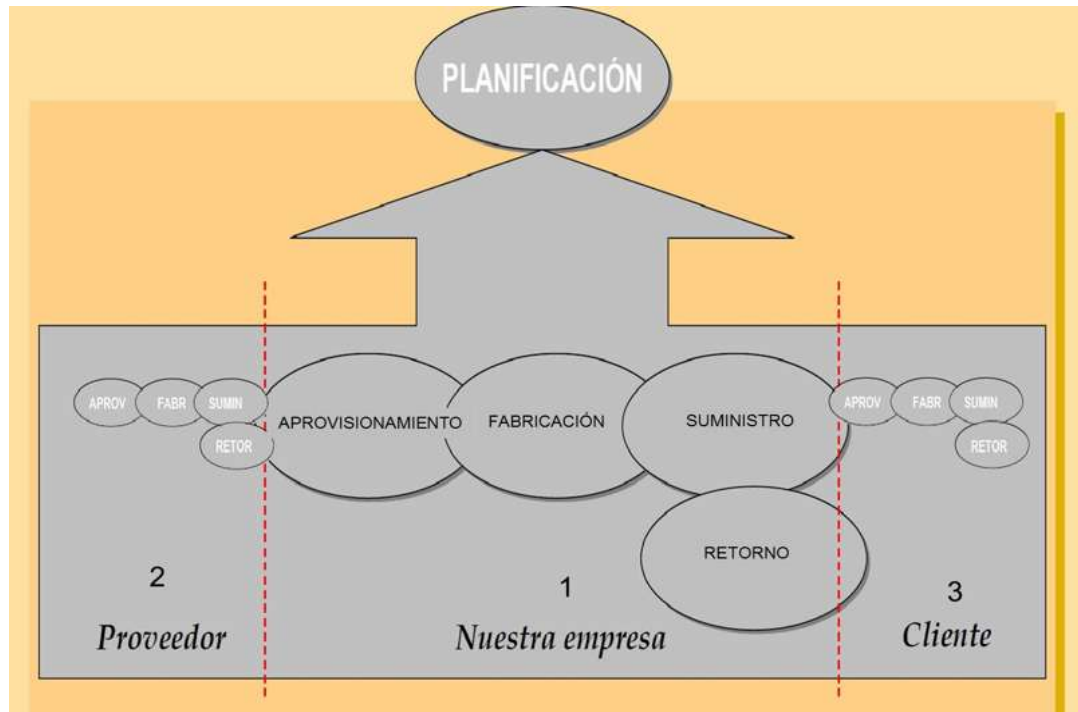 PLANIFICACIÓN
APROV
FABR
SUMIN
RETOR
APROVISIONAMIENTO
FABRICACIÓN
SUMINISTRO
RETORNO
APROV
FABR
SUMIN
RETOR
2
Proveedor
1
Nuestra empresa
3
Cliente